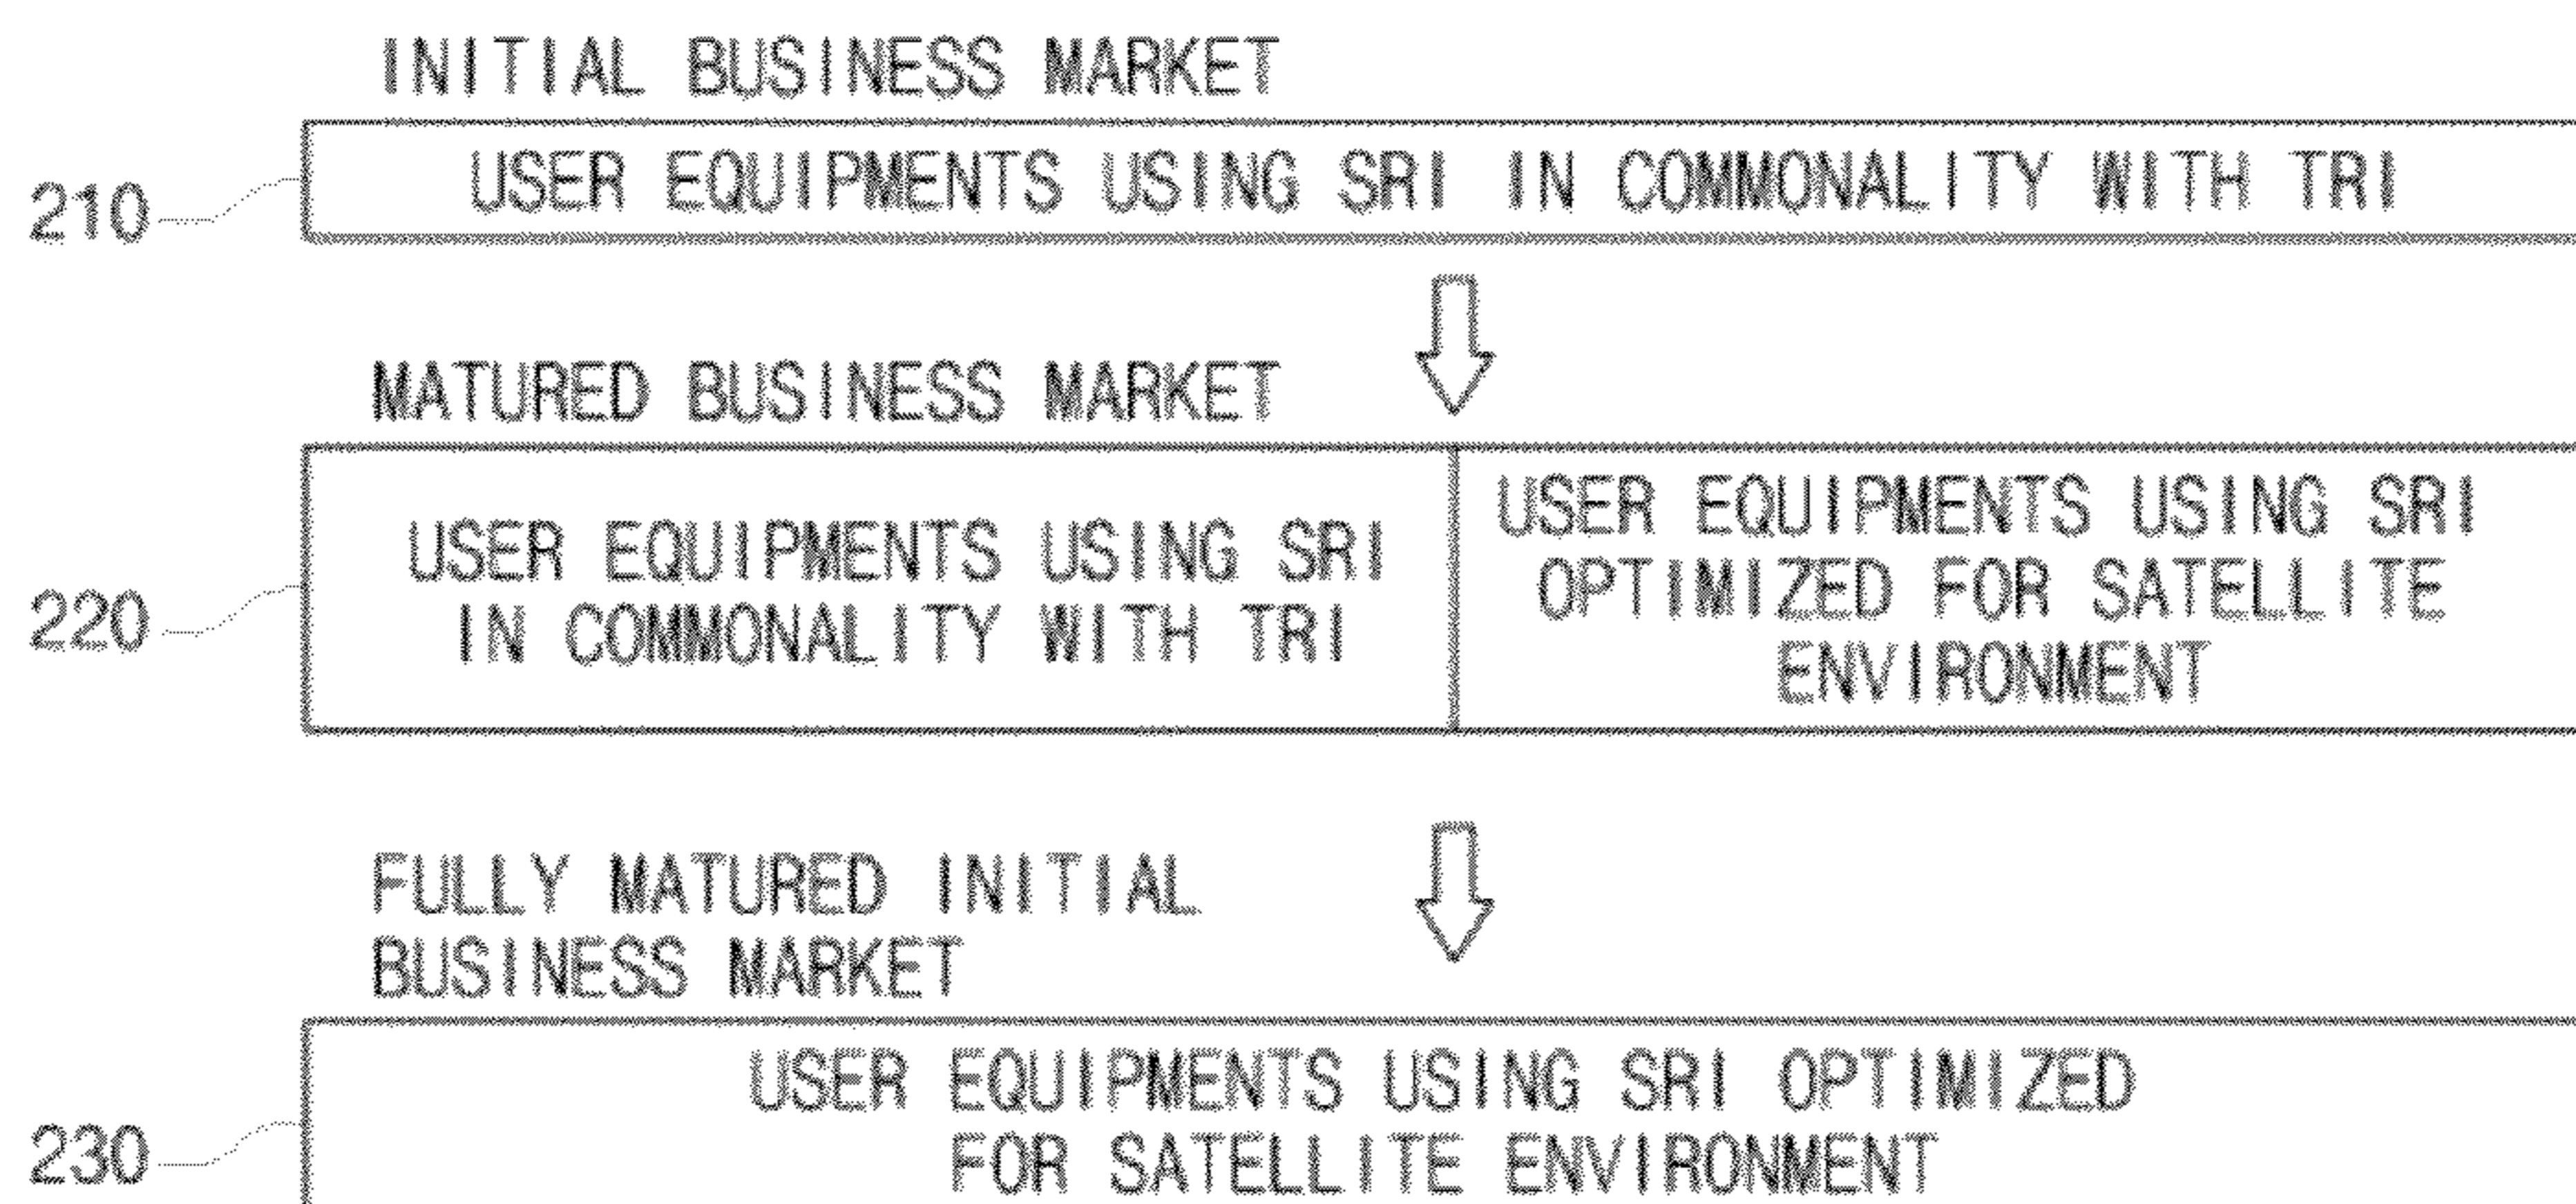 INITIAL BUSINESS MARKET
210
USER EQUIPMENTS USING SRI IN COMMONALITY WITH TRI
MATURED BUSINESS MARKET
220
USER EQUIPMENTS USING SRI
IN COMMONALITY WITH TRI
USER EQUIPMENTS USING SRI
OPTIMIZED FOR SATELLITE
ENVIRONMENT
FULLY MATURED INITIAL
BUSINESS MARKET
230
USER EQUIPMENTS USING SRI OPTIMIZED
FOR SATELLITE ENVIRONMENT